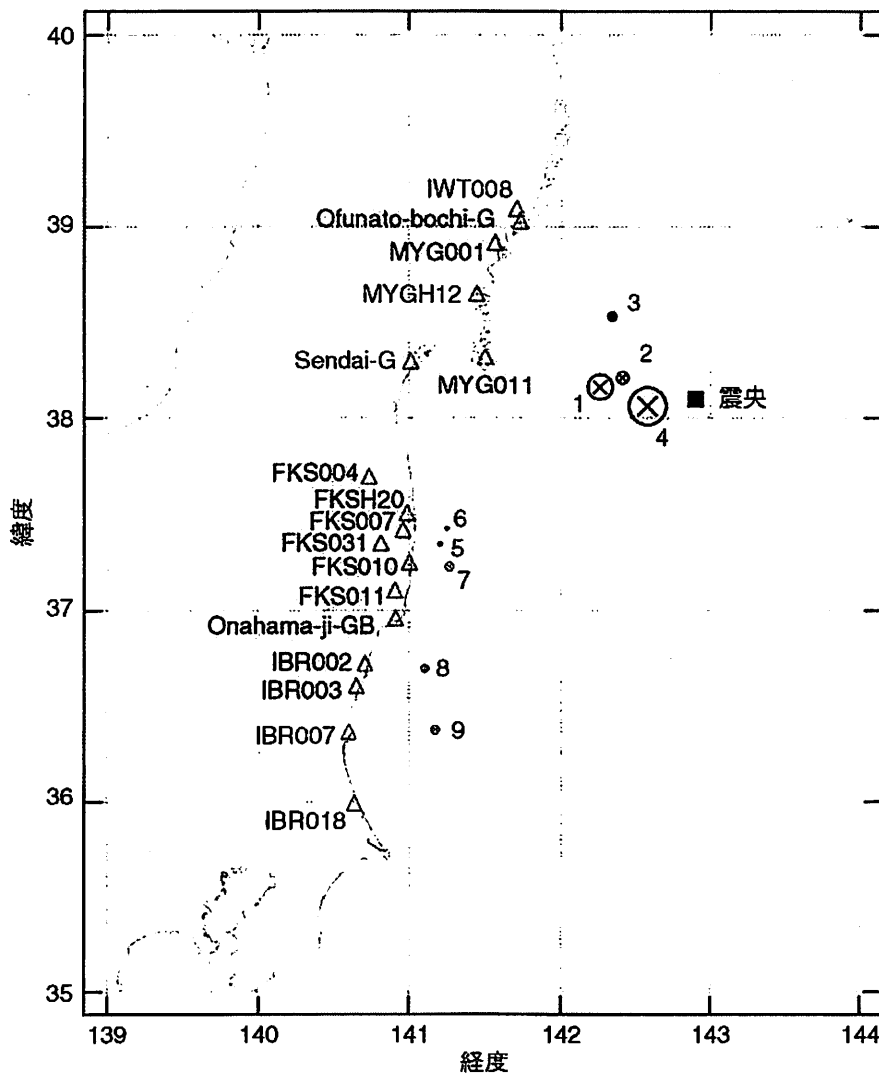 40
IWT008
39
Ofunato-bochi-G
MYG001
MYGH12
3
Sendai-G
2
MYG011
震央
1
38
4
FKS004
FKSH20
6
FKS007
FKS031
5
FKS010
7
FKS011
37
Onahama-ji-GB
IBR002
8
IBR003
IBR007
9
36
IBR018
35
139
140
141
142
143
144
緯度
経度